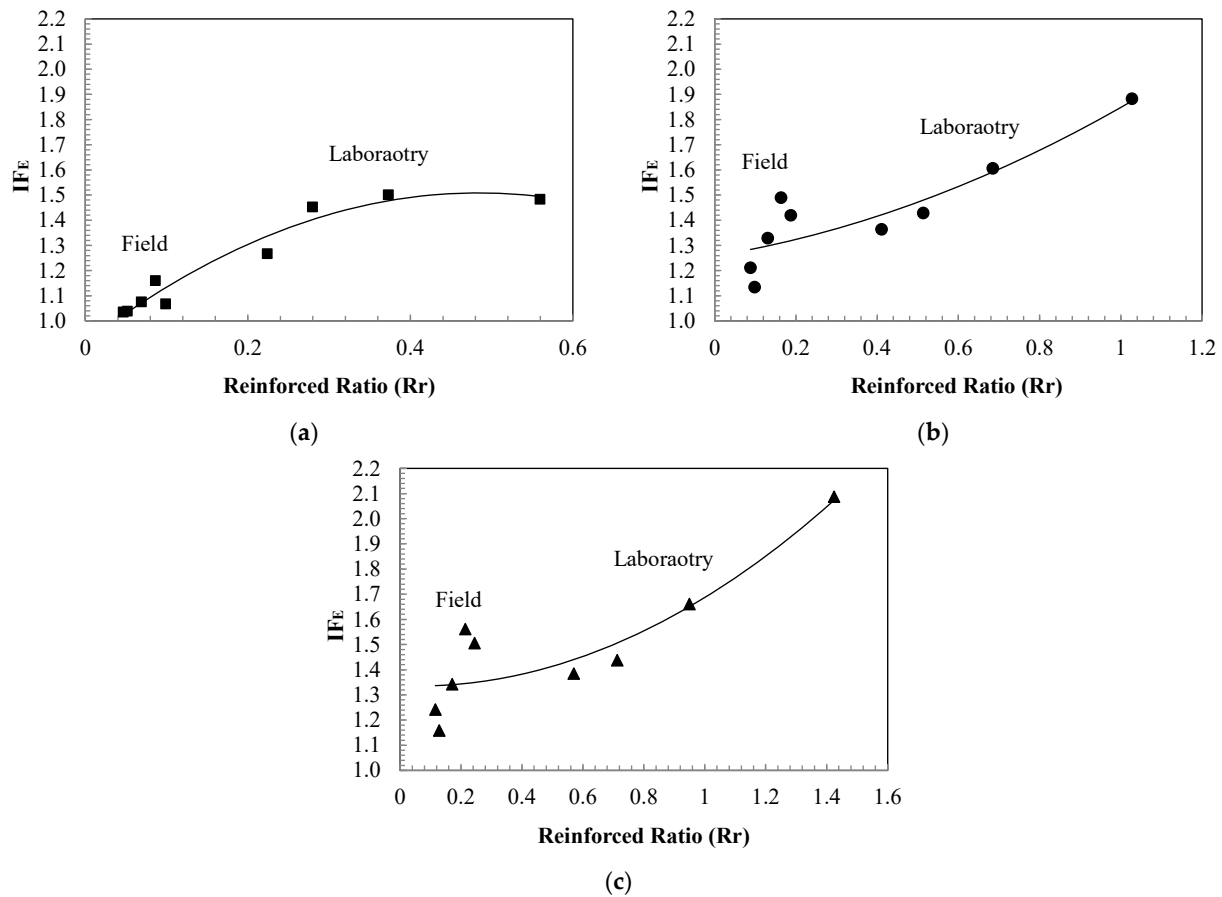 2.2
2.1
2.0
1.9
1.8
1.7
1.6
1.5
1.4
1.3
1.2
1.1
1.0
IFE
Laboraotry
Field
0 0.2 0.4 0.6
Reinforced Ratio (Rr)
(a)
2.2
2.1
2.0
1.9
1.8
1.7
1.6
1.5
1.4
1.3
1.2
1.1
1.0
IFE
Laboraotry
Field
0 0.2 0.4 0.6 0.8 1 1.2
Reinforced Ratio (Rr)
(b)
2.2
2.1
2.0
1.9
1.8
1.7
1.6
1.5
1.4
1.3
1.2
1.1
1.0
IFE
Laboraotry
Field
0 0.2 0.4 0.6 0.8 1 1.2 1.4 1.6
Reinforced Ratio (Rr)
(c)